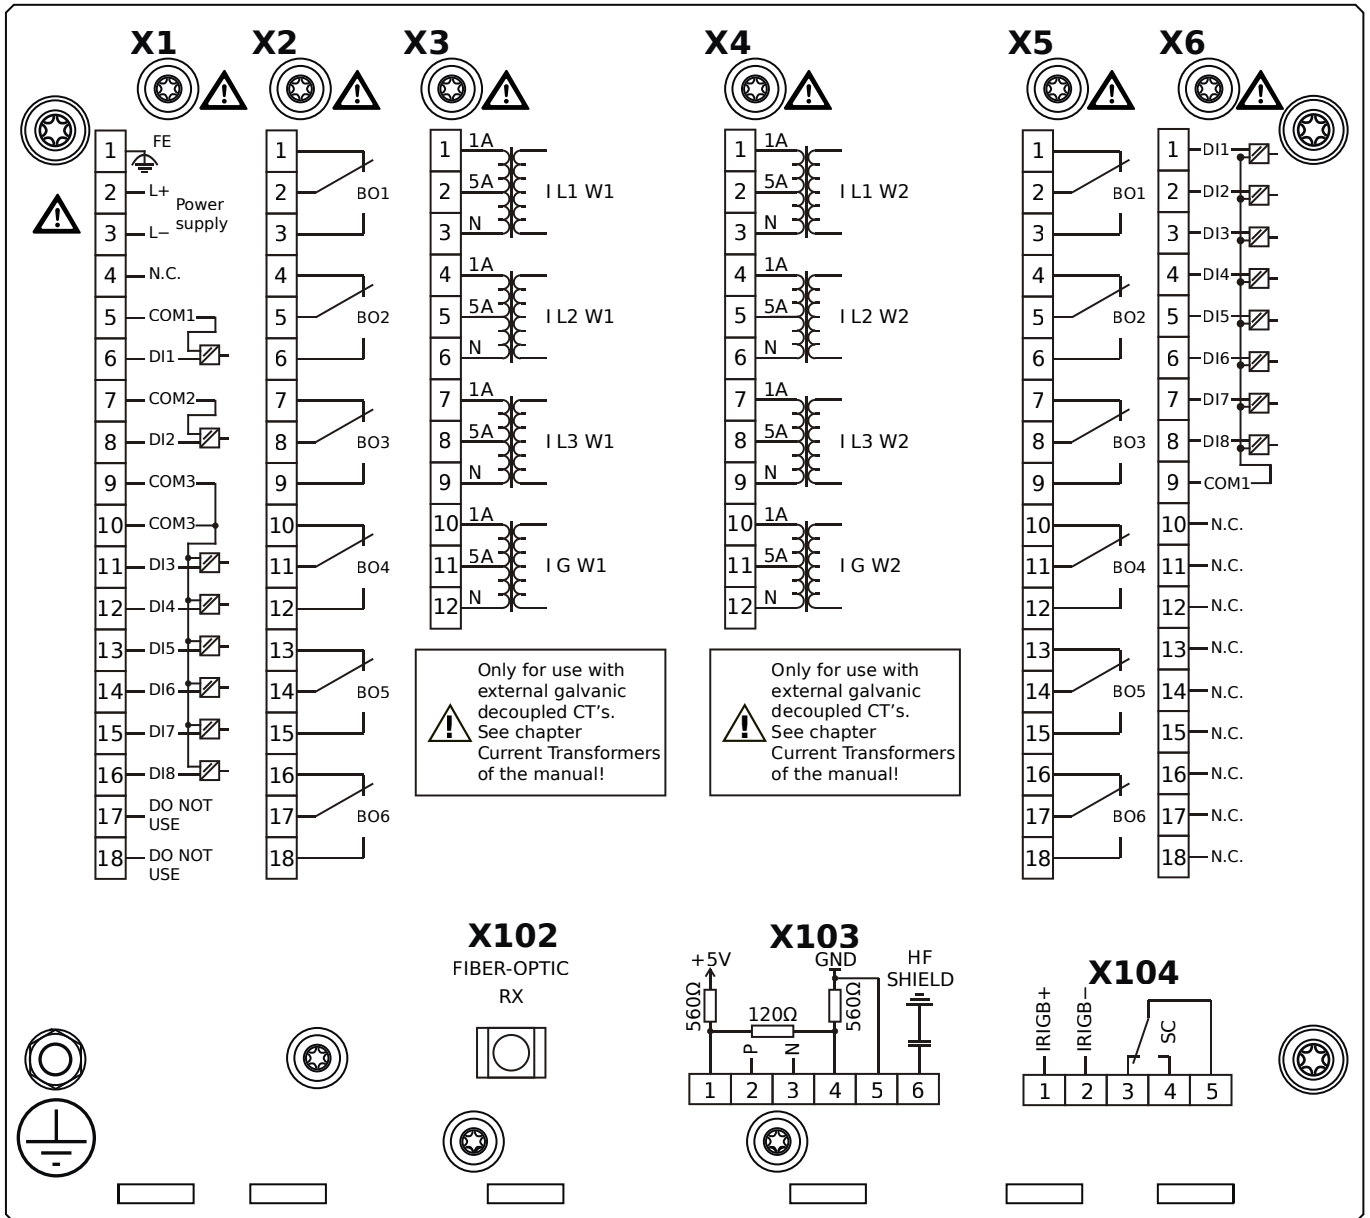 X1
X2
X3
X4
X5
X6
1 FE
2 L+
Power
supply
3 L−
4 N.C.
5 COM1
6 DI1
7 COM2
8 DI2
9 COM3
10 COM3
11 DI3
12 DI4
13 DI5
14 DI6
15 DI7
16 DI8
17 DO NOT
USE
18 DO NOT
USE
1
2 BO1
3
4
5 BO2
6
7
8 BO3
9
10
11 BO4
12
13
14 BO5
15
16
17 BO6
18
1 1A
2 5A I L1 W1
3 N
4 1A
5 5A I L2 W1
6 N
7 1A
8 5A I L3 W1
9 N
10 1A
11 5A I G W1
12 N
Only for use with
external galvanic
decoupled CT's.
See chapter
Current Transformers
of the manual!
1 1A
2 5A I L1 W2
3 N
4 1A
5 5A I L2 W2
6 N
7 1A
8 5A I L3 W2
9 N
10 1A
11 5A I G W2
12 N
Only for use with
external galvanic
decoupled CT's.
See chapter
Current Transformers
of the manual!
1
2 BO1
3
4
5 BO2
6
7
8 BO3
9
10
11 BO4
12
13
14 BO5
15
16
17 BO6
18
1 DI1
2 DI2
3 DI3
4 DI4
5 DI5
6 DI6
7 DI7
8 DI8
9 COM1
10 N.C.
11 N.C.
12 N.C.
13 N.C.
14 N.C.
15 N.C.
16 N.C.
17 N.C.
18 N.C.
X102
FIBER-OPTIC
RX
X103
+5V
GND
HF
SHIELD
560Ω
120Ω
560Ω
P
N
1 2 3 4 5 6
X104
IRIGB+
IRIGB−
SC
1 2 3 4 5